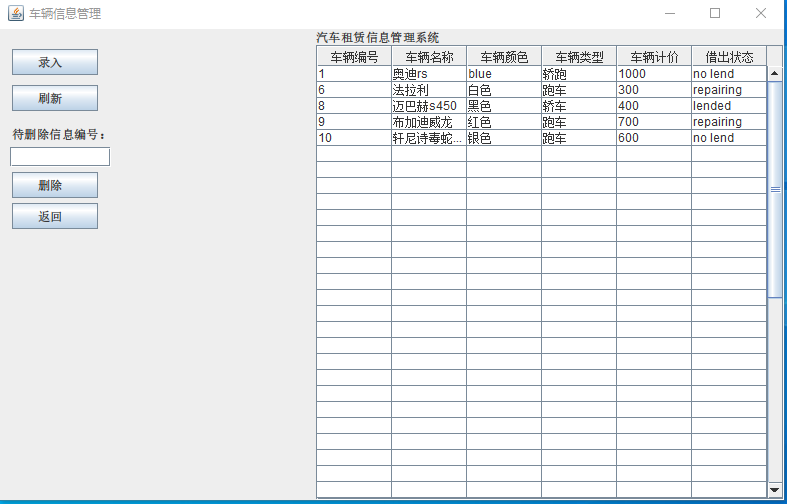 车辆信息管理
录入
刷新
待删除信息编号：
删除
返回
汽车租赁信息管理系统
车辆编号 车辆名称 车辆颜色 车辆类型 车辆计价 借出状态
1 奥迪rs blue 轿跑 1000 no lend
6 法拉利 白色 跑车 300 repairing
8 迈巴赫s450 黑色 轿车 400 lended
9 布加迪威龙 红色 跑车 700 repairing
10 轩尼诗毒蛇... 银色 跑车 600 no lend